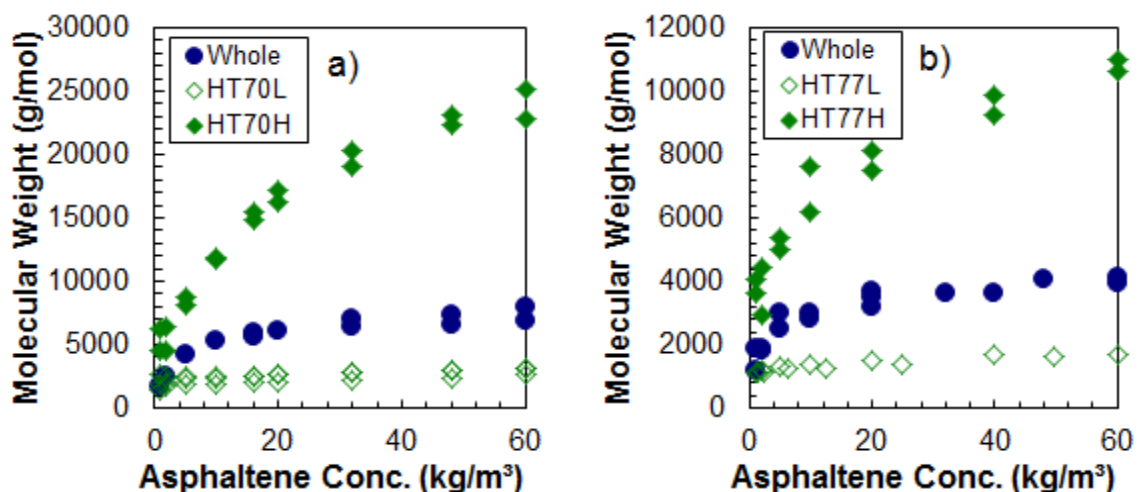 a)
Whole
HT70L
HT70H
Molecular Weight (g/mol)
30000
25000
20000
15000
10000
5000
0
0 20 40 60
Asphaltene Conc. (kg/m³)
b)
Whole
HT77L
HT77H
Molecular Weight (g/mol)
12000
10000
8000
6000
4000
2000
0
0 20 40 60
Asphaltene Conc. (kg/m³)